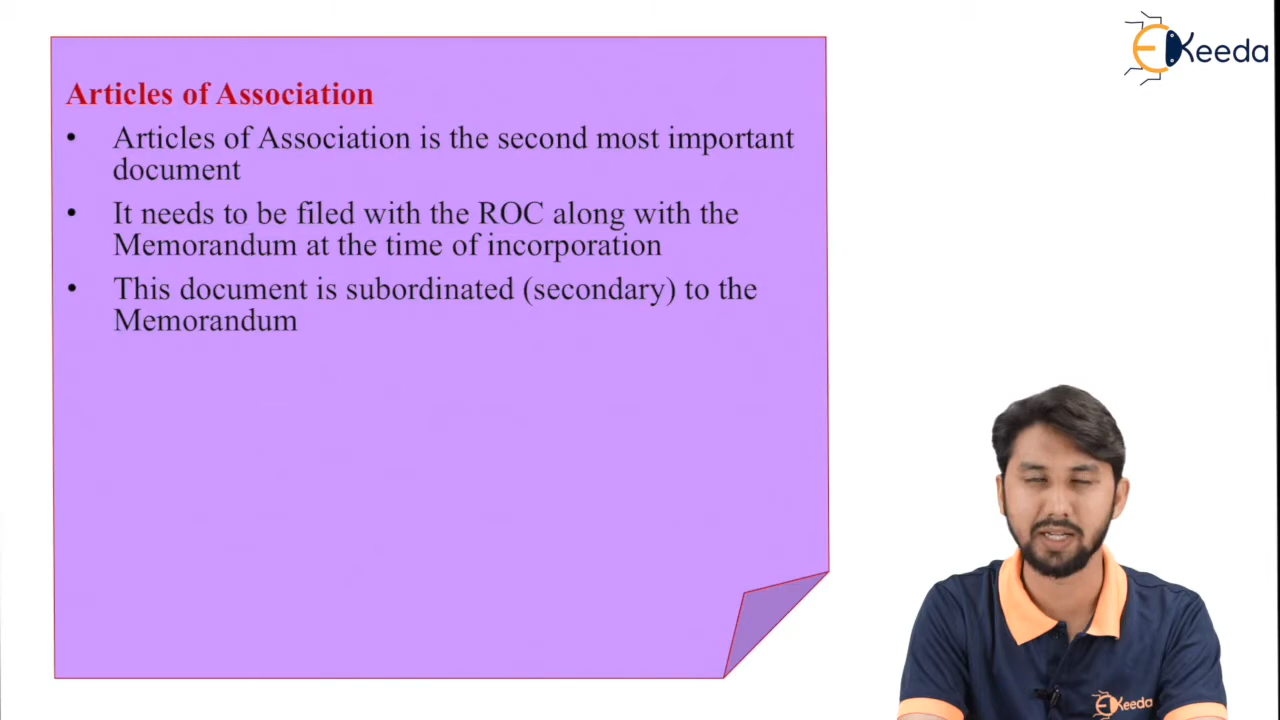 EKeeda
Articles of Association
• Articles of Association is the second most important
document
• It needs to be filed with the ROC along with the
Memorandum at the time of incorporation
• This document is subordinated (secondary) to the
Memorandum
EKeeda